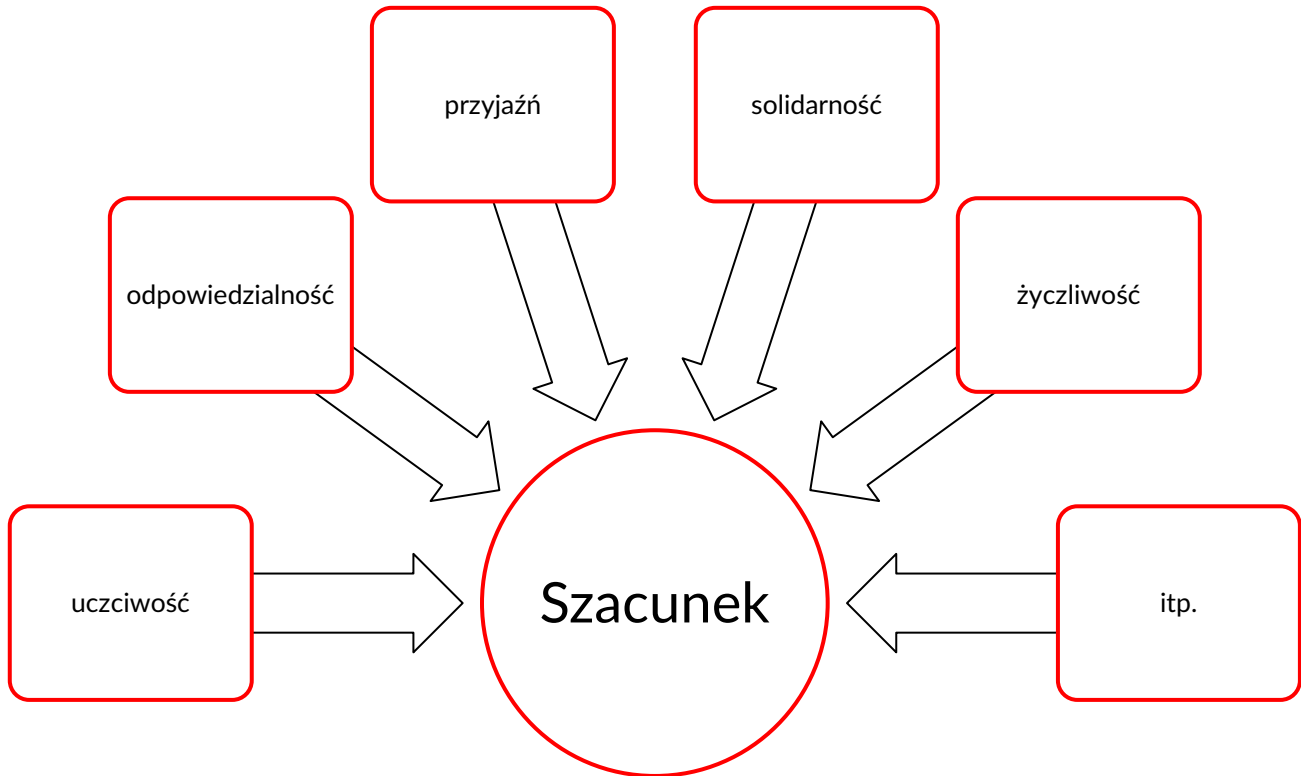 przyjaźń
solidarność
odpowiedzialność
życzliwość
uczciwość
Szacunek
itp.